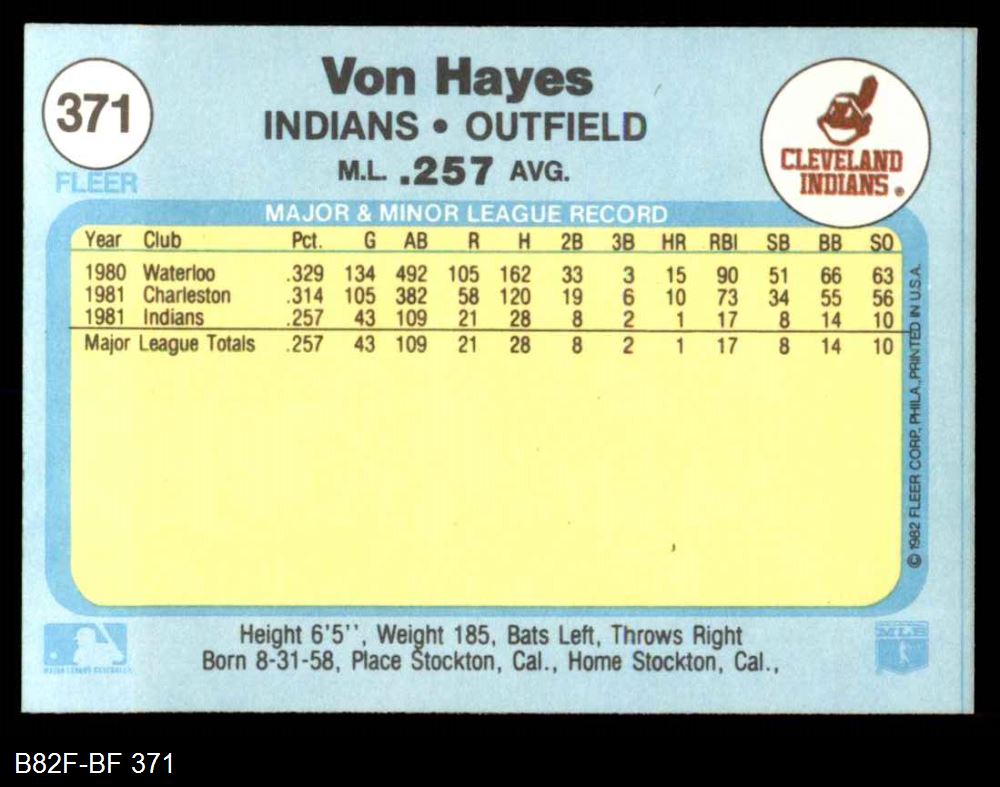 371
FLEER
Von Hayes
INDIANS • OUTFIELD
M.L. .257 AVG.
CLEVELAND
INDIANS
MAJOR & MINOR LEAGUE RECORD
Year Club Pct. G AB R H 2B 3B HR RBI SB BB SO
1980 Waterloo .329 134 492 105 162 33 3 15 90 51 66 63
1981 Charleston .314 105 382 58 120 19 6 10 73 34 55 56
1981 Indians .257 43 109 21 28 8 2 1 17 8 14 10
Major League Totals .257 43 109 21 28 8 2 1 17 8 14 10
© 1982 FLEER CORP., PHILA., PRINTED IN U.S.A.
Height 6'5'', Weight 185, Bats Left, Throws Right
Born 8-31-58, Place Stockton, Cal., Home Stockton, Cal.,
MAJOR LEAGUE BASEBALL
MLB
B82F-BF 371